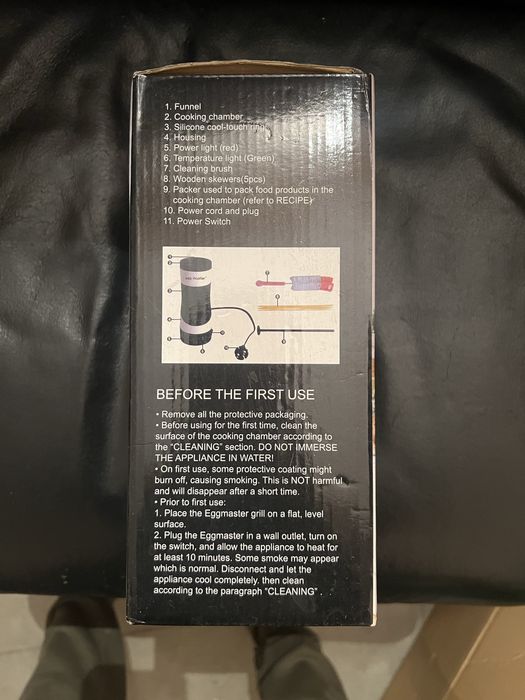 1. Funnel
2. Cooking chamber
3. Silicone cool-touch ring
4. Housing
5. Power light (red)
6. Temperature light (Green)
7. Cleaning brush
8. Wooden skewers(5pcs)
9. Packer used to pack food products in the
cooking chamber (refer to RECIPE)
10. Power cord and plug
11. Power Switch
BEFORE THE FIRST USE
• Remove all the protective packaging.
• Before using for the first time, clean the
surface of the cooking chamber according to
the “CLEANING” section. DO NOT IMMERSE
THE APPLIANCE IN WATER!
• On first use, some protective coating might
burn off, causing smoking. This is NOT harmful
and will disappear after a short time.
• Prior to first use:
1. Place the Eggmaster grill on a flat, level
surface.
2. Plug the Eggmaster in a wall outlet, turn on
the switch, and allow the appliance to heat for
at least 10 minutes. Some smoke may appear
which is normal. Disconnect and let the
appliance cool completely. then clean
according to the paragraph “CLEANING” .